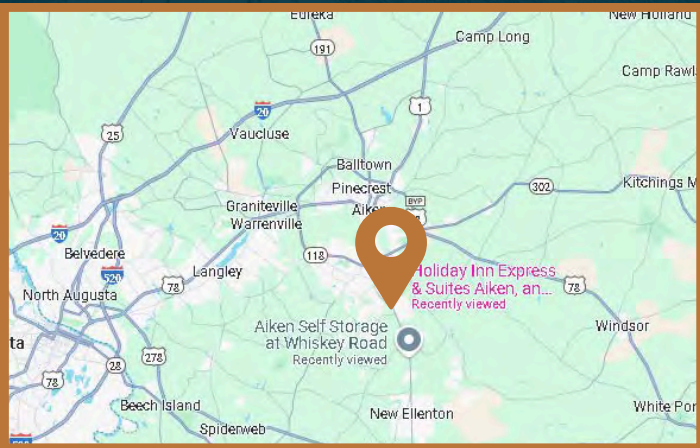 Eureka
New Holland
Camp Long
191
Camp Rawl
1
20
25
Vaucluse
Balltown
Pinecrest
302
Kitchings M
BYP
Graniteville
Aiken
Warrenville
20
118
Belvedere
Langley
520
78
Holiday Inn Express
& Suites Aiken, an...
Recently viewed
78
North Augusta
Aiken Self Storage
at Whiskey Road
Recently viewed
Windsor
ta
278
28
78
Beech Island
New Ellenton
White Pon
Spiderweb